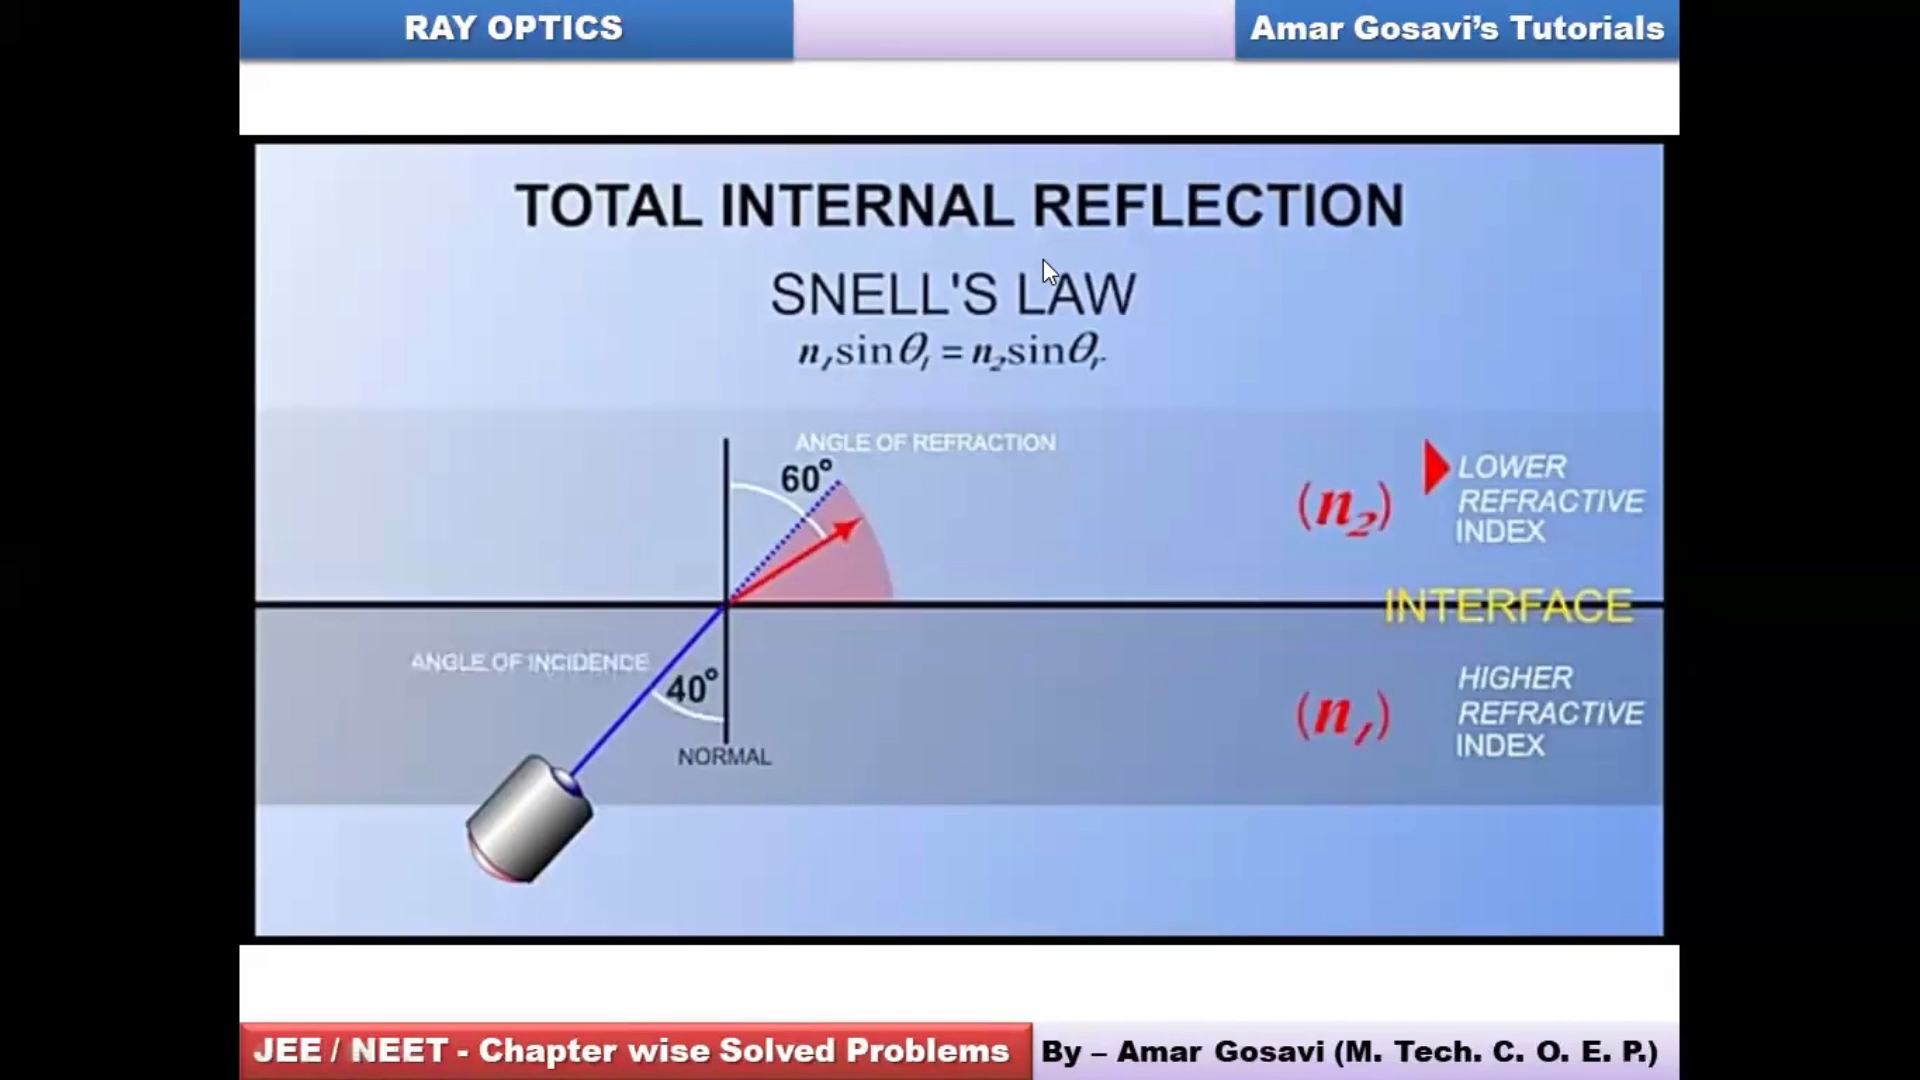 RAY OPTICS
Amar Gosavi's Tutorials
TOTAL INTERNAL REFLECTION
SNELL'S LAW
n₁sinθᵢ = n₂sinθᵣ
ANGLE OF REFRACTION
60°
(n₂)
LOWER
REFRACTIVE
INDEX
INTERFACE
ANGLE OF INCIDENCE
40°
NORMAL
(n₁)
HIGHER
REFRACTIVE
INDEX
JEE / NEET - Chapter wise Solved Problems
By – Amar Gosavi (M. Tech. C. O. E. P.)